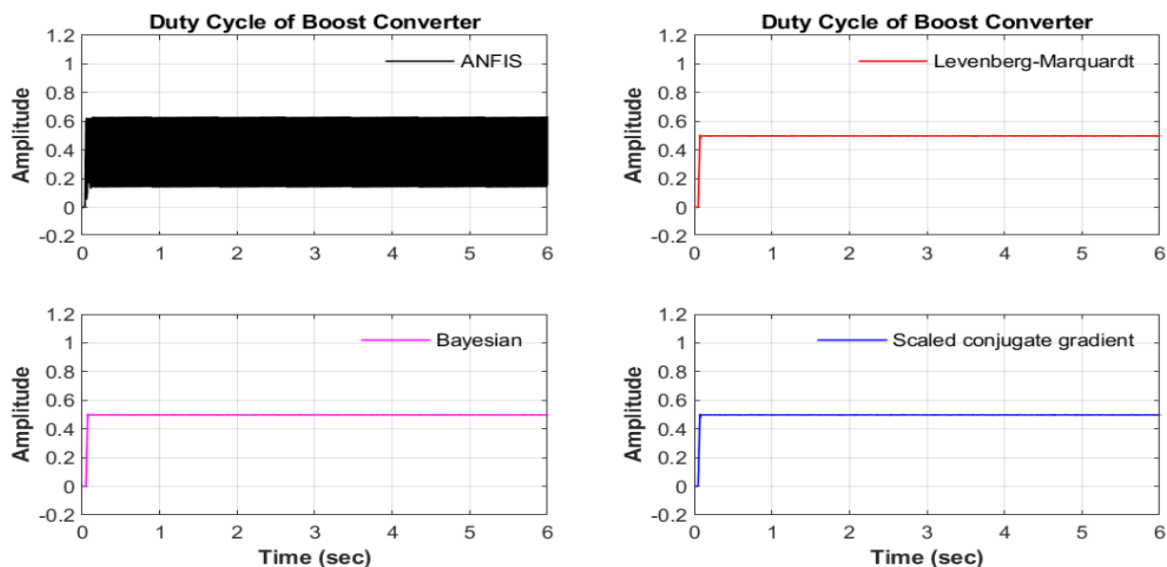 Duty Cycle of Boost Converter
1.2
1
0.8
0.6
0.4
0.2
0
-0.2
Amplitude
ANFIS
0 1 2 3 4 5 6
Duty Cycle of Boost Converter
1.2
1
0.8
0.6
0.4
0.2
0
-0.2
Amplitude
Levenberg-Marquardt
0 1 2 3 4 5 6
1.2
1
0.8
0.6
0.4
0.2
0
-0.2
Amplitude
Bayesian
0 1 2 3 4 5 6
Time (sec)
1.2
1
0.8
0.6
0.4
0.2
0
-0.2
Amplitude
Scaled conjugate gradient
0 1 2 3 4 5 6
Time (sec)